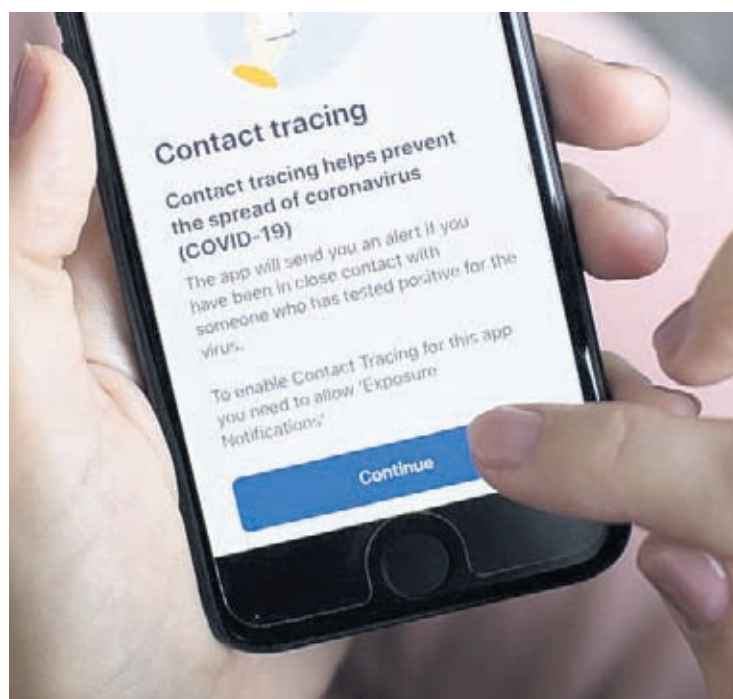 Contact tracing
Contact tracing helps prevent
the spread of coronavirus
(COVID-19)
The app will send you an alert if you
have been in close contact with
someone who has tested positive for the
virus.
To enable Contact Tracing for this app
you need to allow 'Exposure
Notifications'
Continue